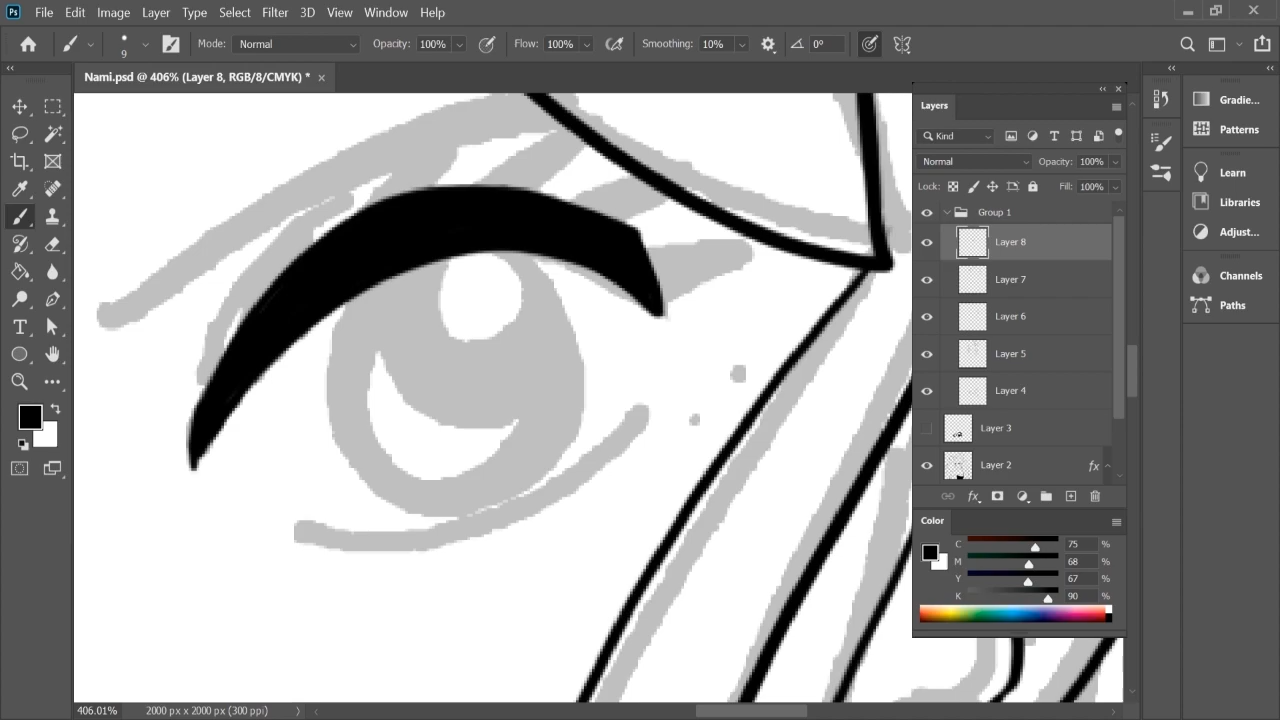 Ps File Edit Image Layer Type Select Filter 3D View Window Help
9 Mode: Normal Opacity: 100% Flow: 100% Smoothing: 10% 0°
Nami.psd @ 406% (Layer 8, RGB/8/CMYK) * ×
Layers
Kind
Normal Opacity: 100%
Lock: Fill: 100%
Group 1
Layer 8
Layer 7
Layer 6
Layer 5
Layer 4
Layer 3
Layer 2 fx
fx
Color
C 75 %
M 68 %
Y 67 %
K 90 %
Gradie...
Patterns
Learn
Libraries
Adjust...
Channels
Paths
406.01% 2000 px x 2000 px (300 ppi)